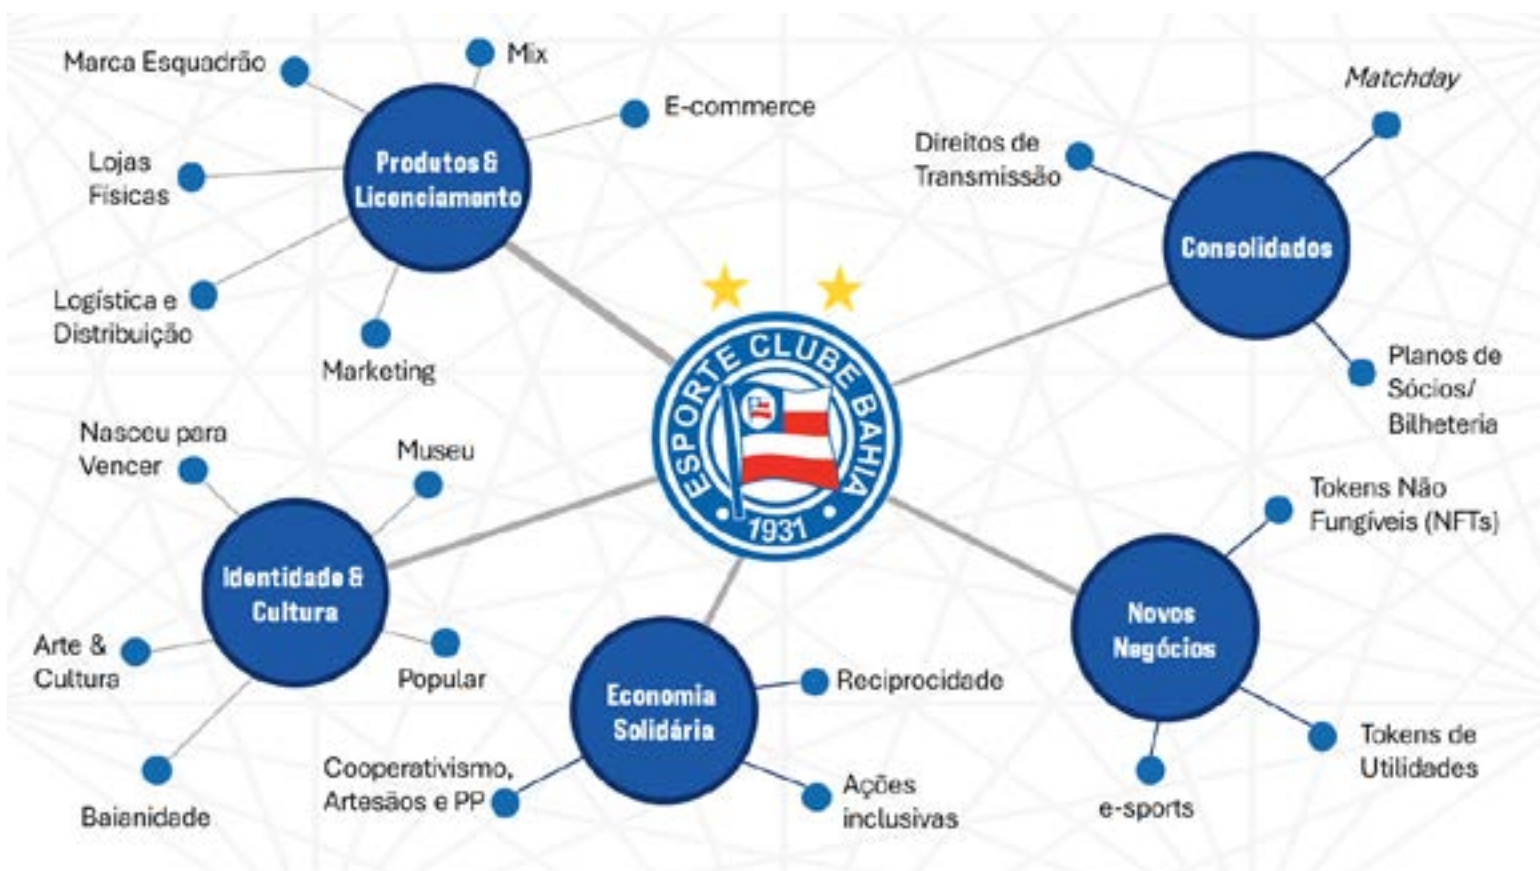 Marca Esquadrão
Mix
E-commerce
Lojas
Físicas
Produtos &
Licenciamento
Logística e
Distribuição
Marketing
Matchday
Direitos de
Transmissão
Consolidados
Planos de
Sócios/
Bilheteria
ESPORTE CLUBE BAHIA
1931
Nasceu para
Vencer
Museu
Identidade &
Cultura
Arte &
Cultura
Popular
Baianidade
Economia
Solidária
Reciprocidade
Cooperativismo,
Artesãos e PP
Ações
inclusivas
Tokens Não
Fungíveis (NFTs)
Novos
Negócios
Tokens de
Utilidades
e-sports